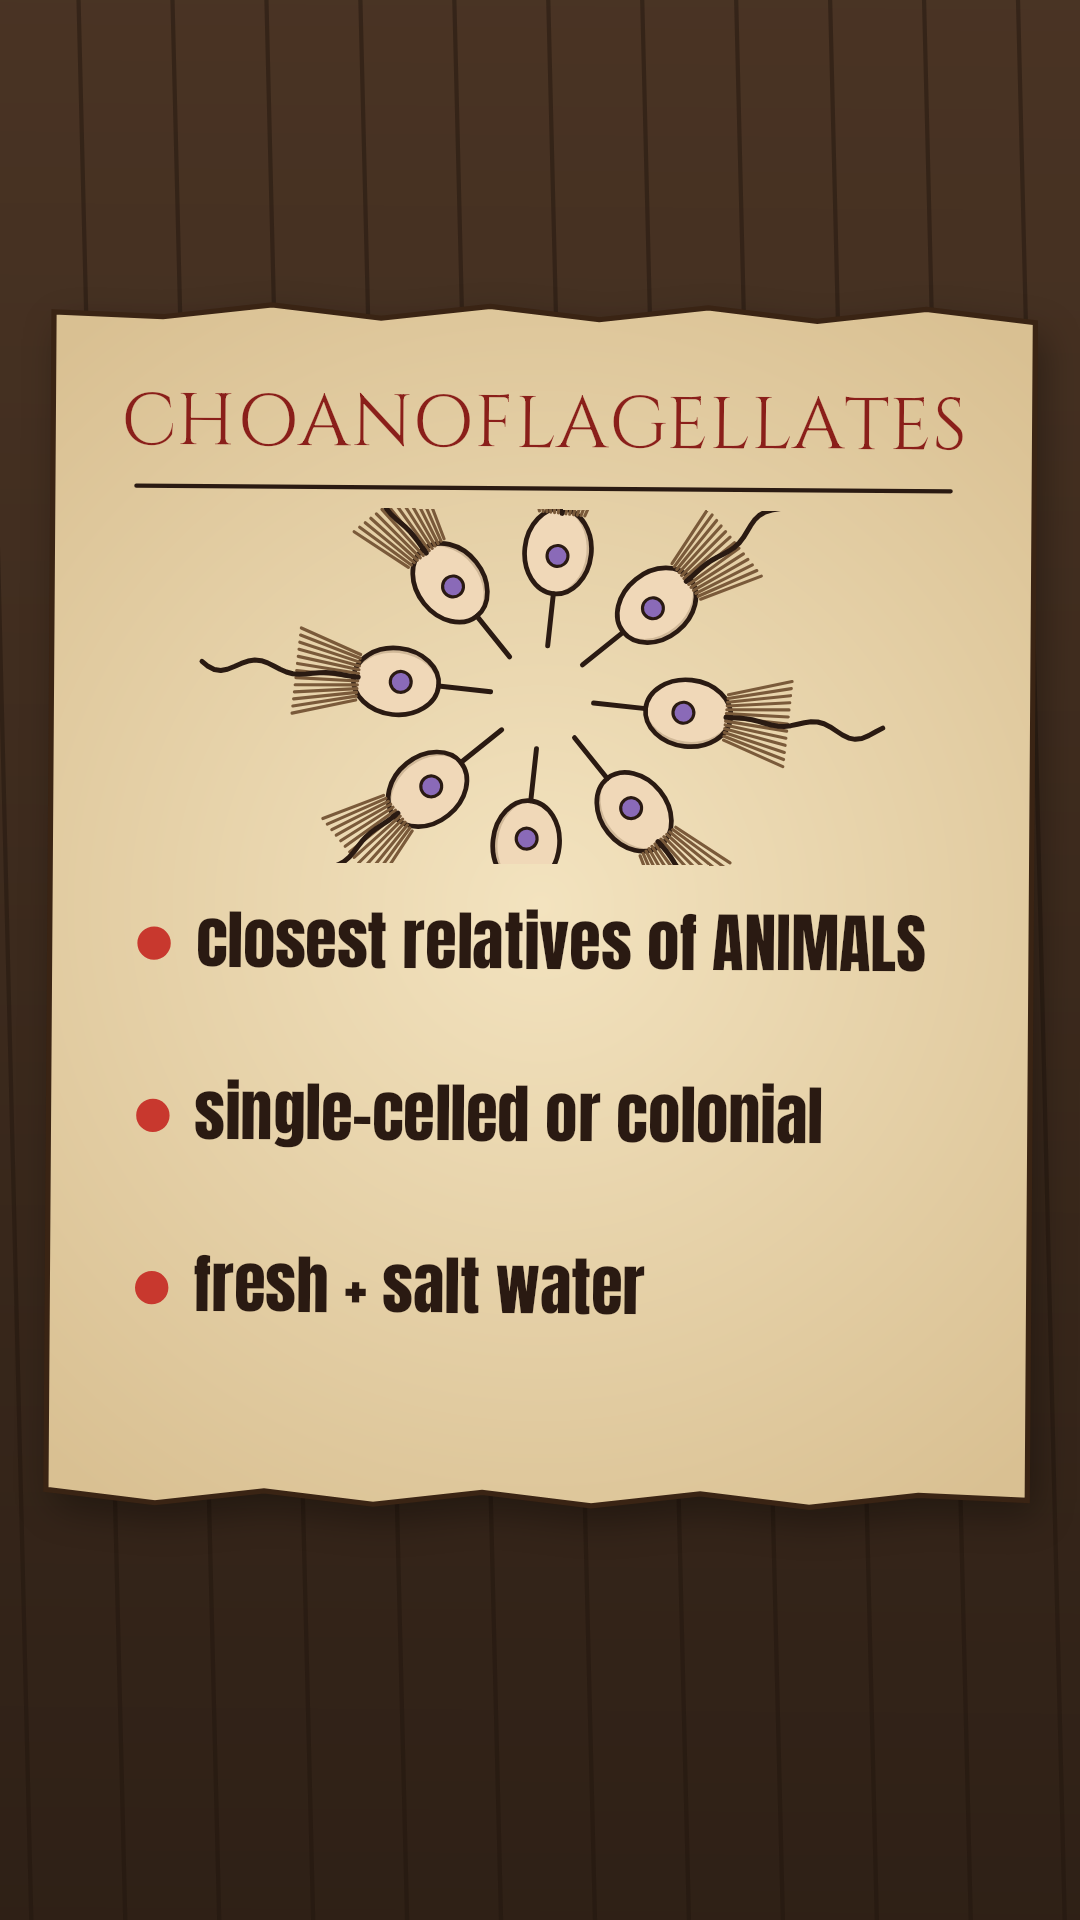 CHOANOFLAGELLATES
closest relatives of ANIMALS
single-celled or colonial
fresh + salt water